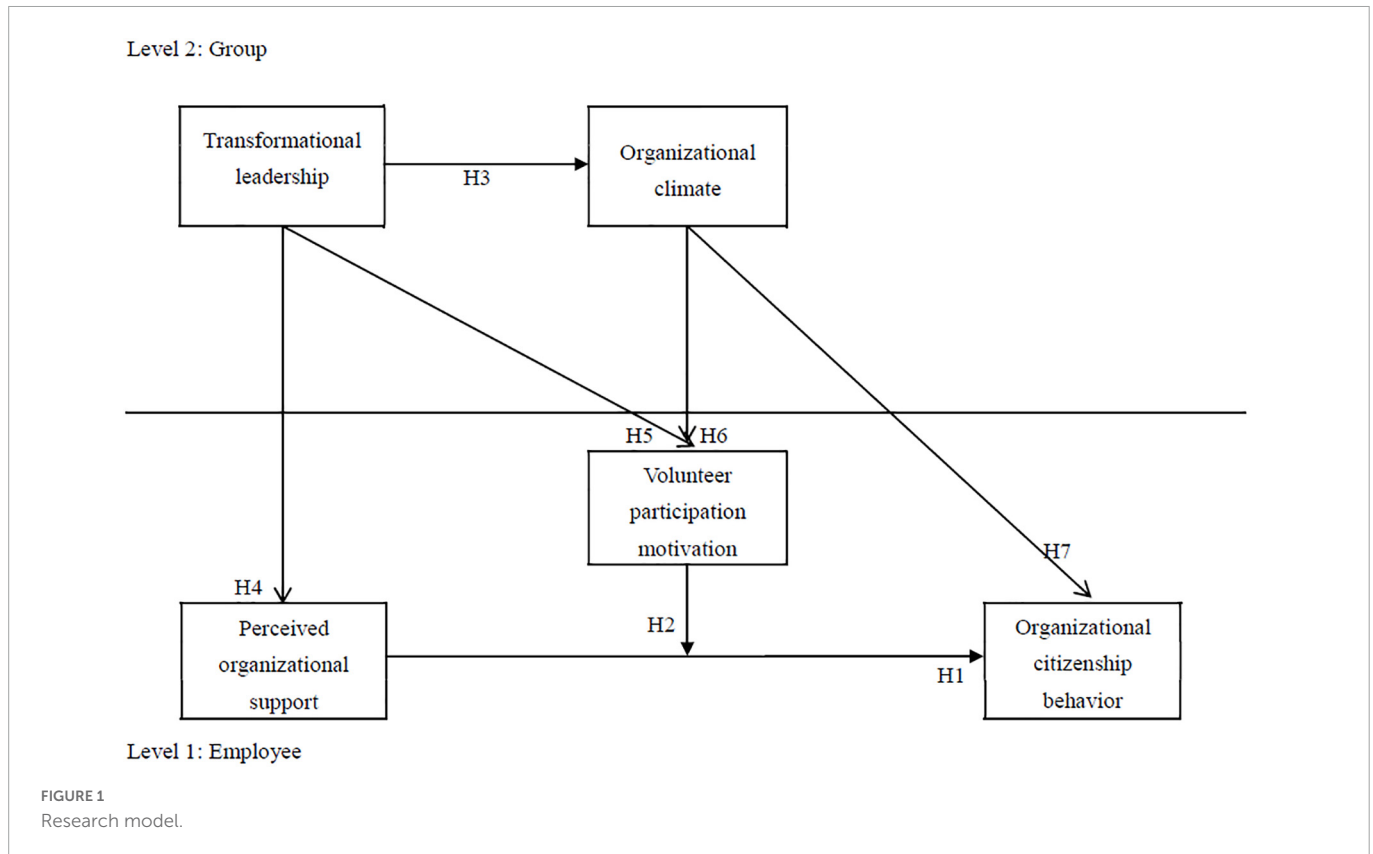 Level 2: Group
Transformational
leadership
H3
Organizational
climate
H5
H6
Volunteer
participation
motivation
H7
H4
Perceived
organizational
support
H2
H1
Organizational
citizenship
behavior
Level 1: Employee
FIGURE 1
Research model.